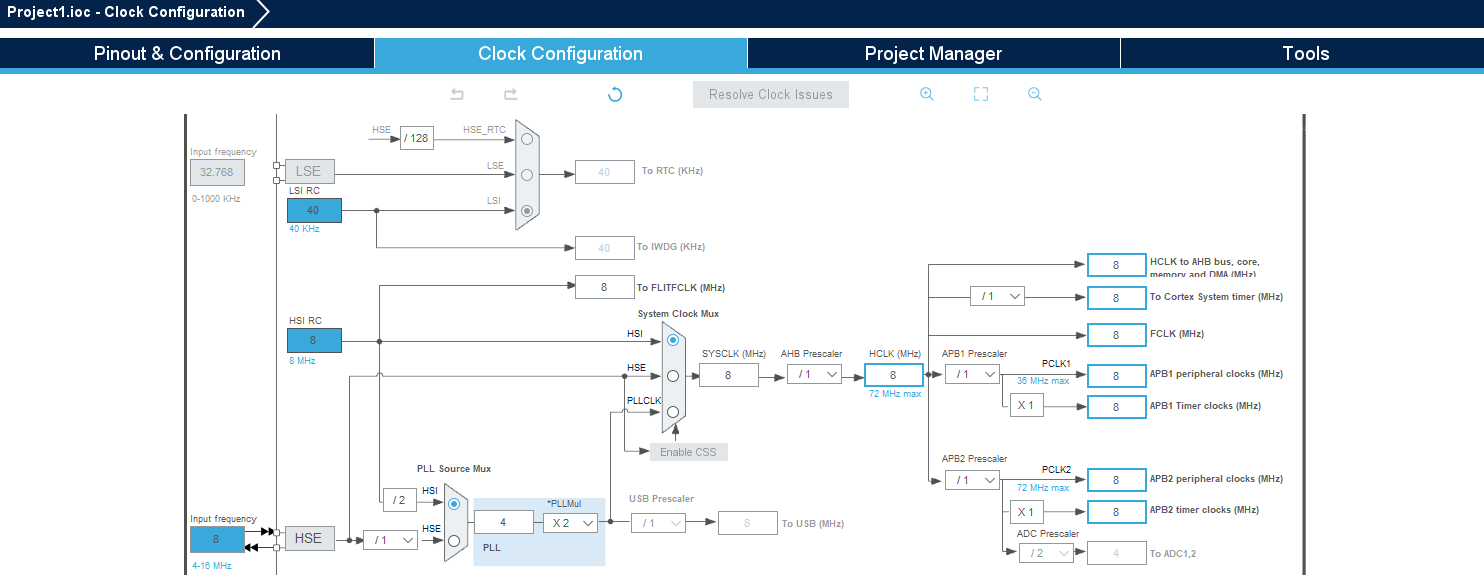 Project1.ioc - Clock Configuration
Pinout & Configuration
Clock Configuration
Project Manager
Tools
Resolve Clock Issues
HSE
/ 128
HSE_RTC
Input frequency
32.768
0-1000 KHz
LSE
LSE
40
To RTC (KHz)
LSI RC
40
40 KHz
LSI
40
To IWDG (KHz)
8
To FLITFCLK (MHz)
HSI RC
8
8 MHz
System Clock Mux
HSI
HSE
PLLCLK
Enable CSS
SYSCLK (MHz)
8
AHB Prescaler
/ 1
HCLK (MHz)
8
72 MHz max
8
HCLK to AHB bus, core,
memory and DMA (MHz)
/ 1
8
To Cortex System timer (MHz)
8
FCLK (MHz)
APB1 Prescaler
/ 1
PCLK1
36 MHz max
8
APB1 peripheral clocks (MHz)
X 1
8
APB1 Timer clocks (MHz)
APB2 Prescaler
/ 1
PCLK2
72 MHz max
8
APB2 peripheral clocks (MHz)
X 1
8
APB2 timer clocks (MHz)
ADC Prescaler
/ 2
4
To ADC1,2
PLL Source Mux
/ 2
HSI
HSE
4
*PLLMul
X 2
PLL
USB Prescaler
/ 1
8
To USB (MHz)
Input frequency
8
4-16 MHz
HSE
/ 1